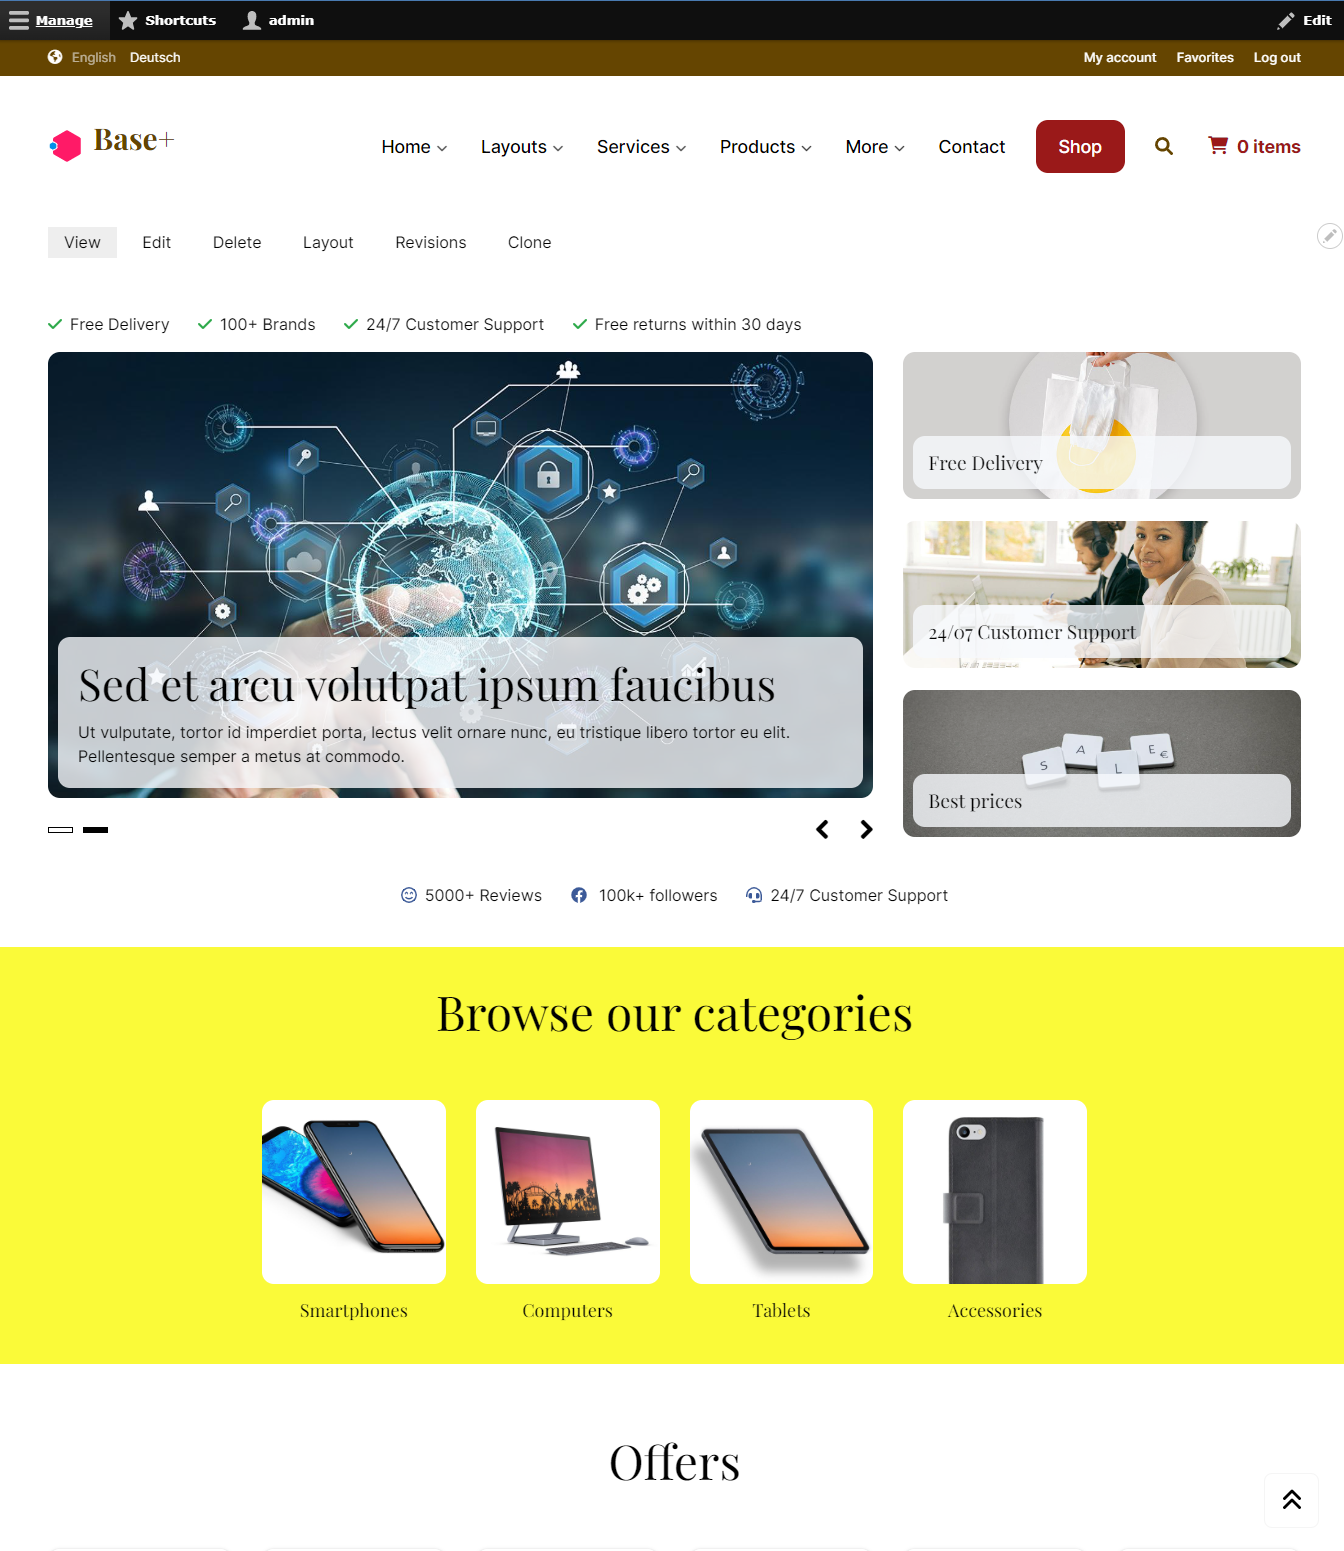 Manage Shortcuts admin Edit
English Deutsch My account Favorites Log out
Base+ Home Layouts Services Products More Contact Shop 0 items
View Edit Delete Layout Revisions Clone
Free Delivery 100+ Brands 24/7 Customer Support Free returns within 30 days
Sed et arcu volutpat ipsum faucibus
Ut vulputate, tortor id imperdiet porta, lectus velit ornare nunc, eu tristique libero tortor eu elit.
Pellentesque semper a metus at commodo.
Free Delivery
24/07 Customer Support
S A L E €
Best prices
5000+ Reviews 100k+ followers 24/7 Customer Support
Browse our categories
Smartphones Computers Tablets Accessories
Offers